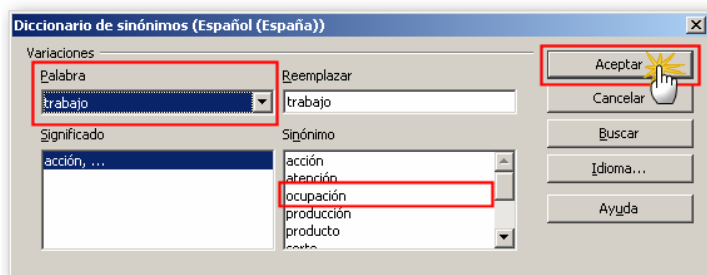 Diccionario de sinónimos (Español (España))
Variaciones
Palabra
Reemplazar
trabajo
trabajo
Significado
Sinónimo
acción, ...
acción
atención
ocupación
producción
producto
corto
Aceptar
Cancelar
Buscar
Idioma...
Ayuda